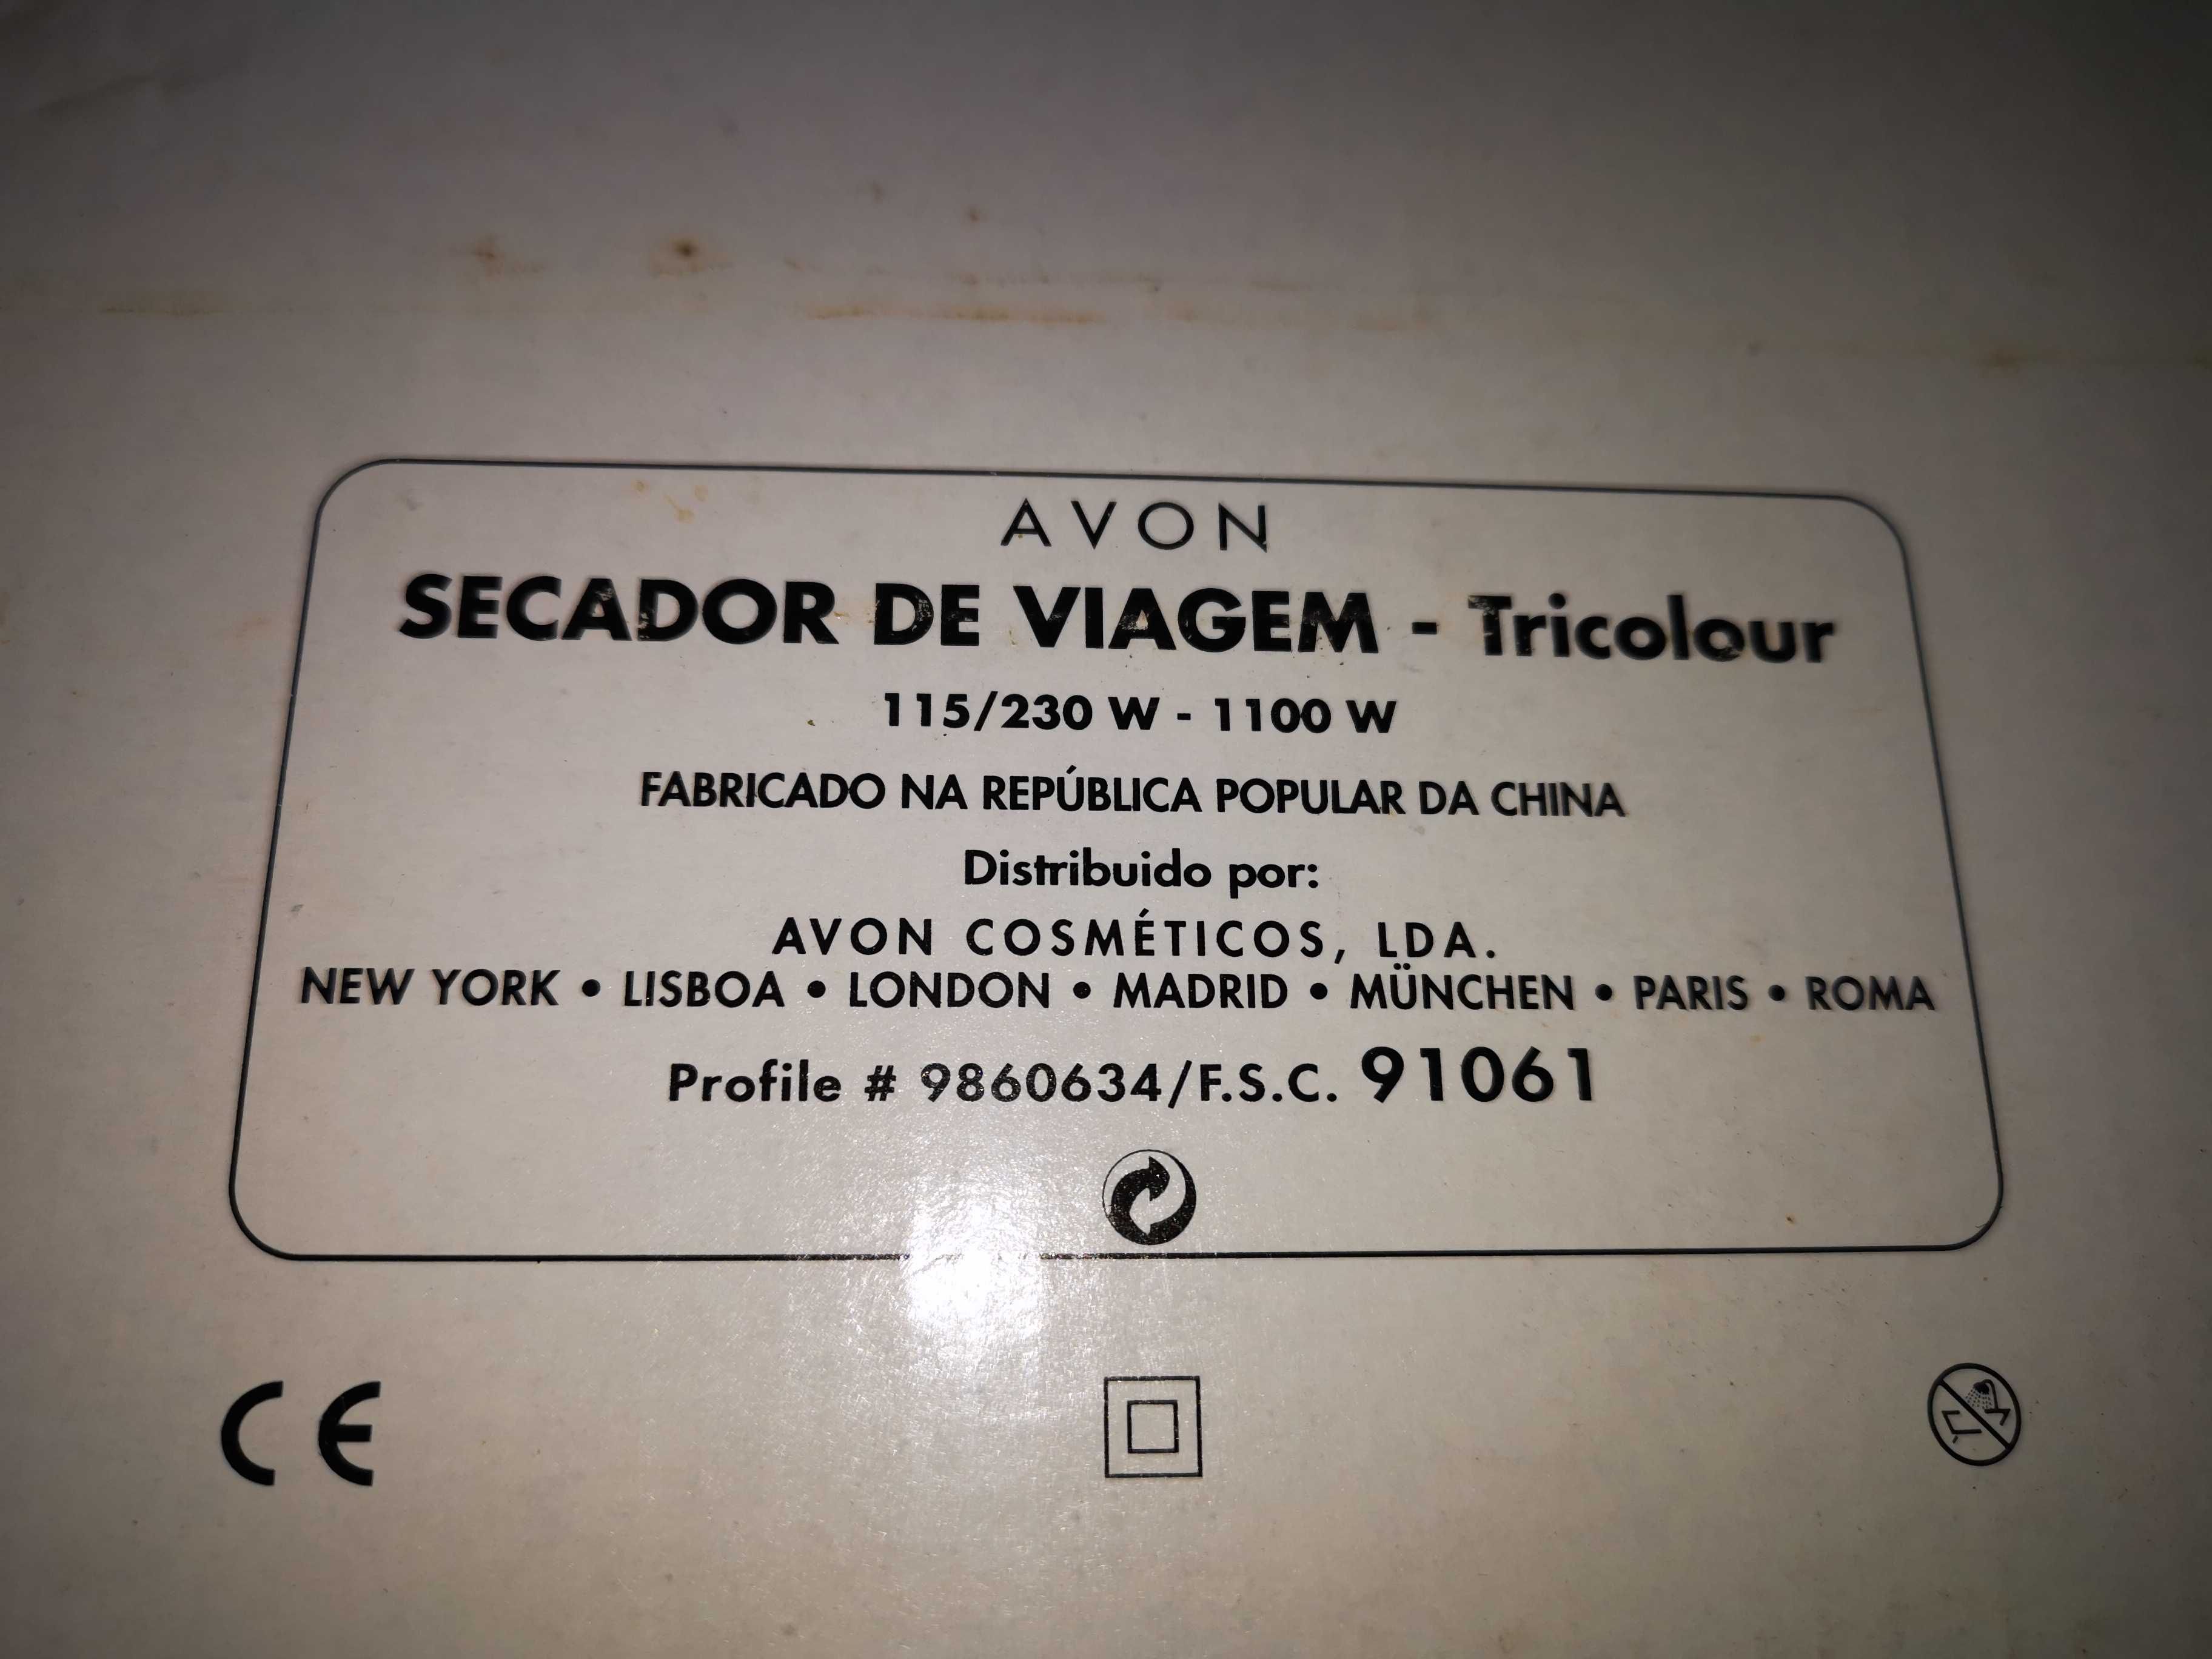 AVON
SECADOR DE VIAGEM - Tricolour
115/230 W - 1100 W
FABRICADO NA REPÚBLICA POPULAR DA CHINA
Distribuido por:
AVON COSMÉTICOS, LDA.
NEW YORK • LISBOA • LONDON • MADRID • MÜNCHEN • PARIS • ROMA
Profile # 9860634/F.S.C. 91061
CE